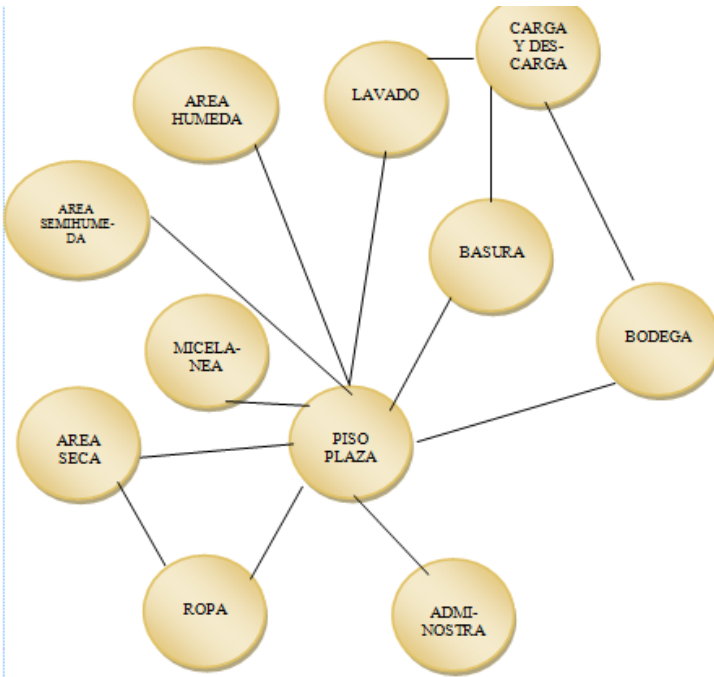 CARGA
Y DES-
CARGA
LAVADO
AREA
HUMEDA
AREA
SEMIHUME-
DA
BASURA
BODEGA
MICELA-
NEA
AREA
SECA
PISO
PLAZA
ROPA
ADMI-
NOSTRA